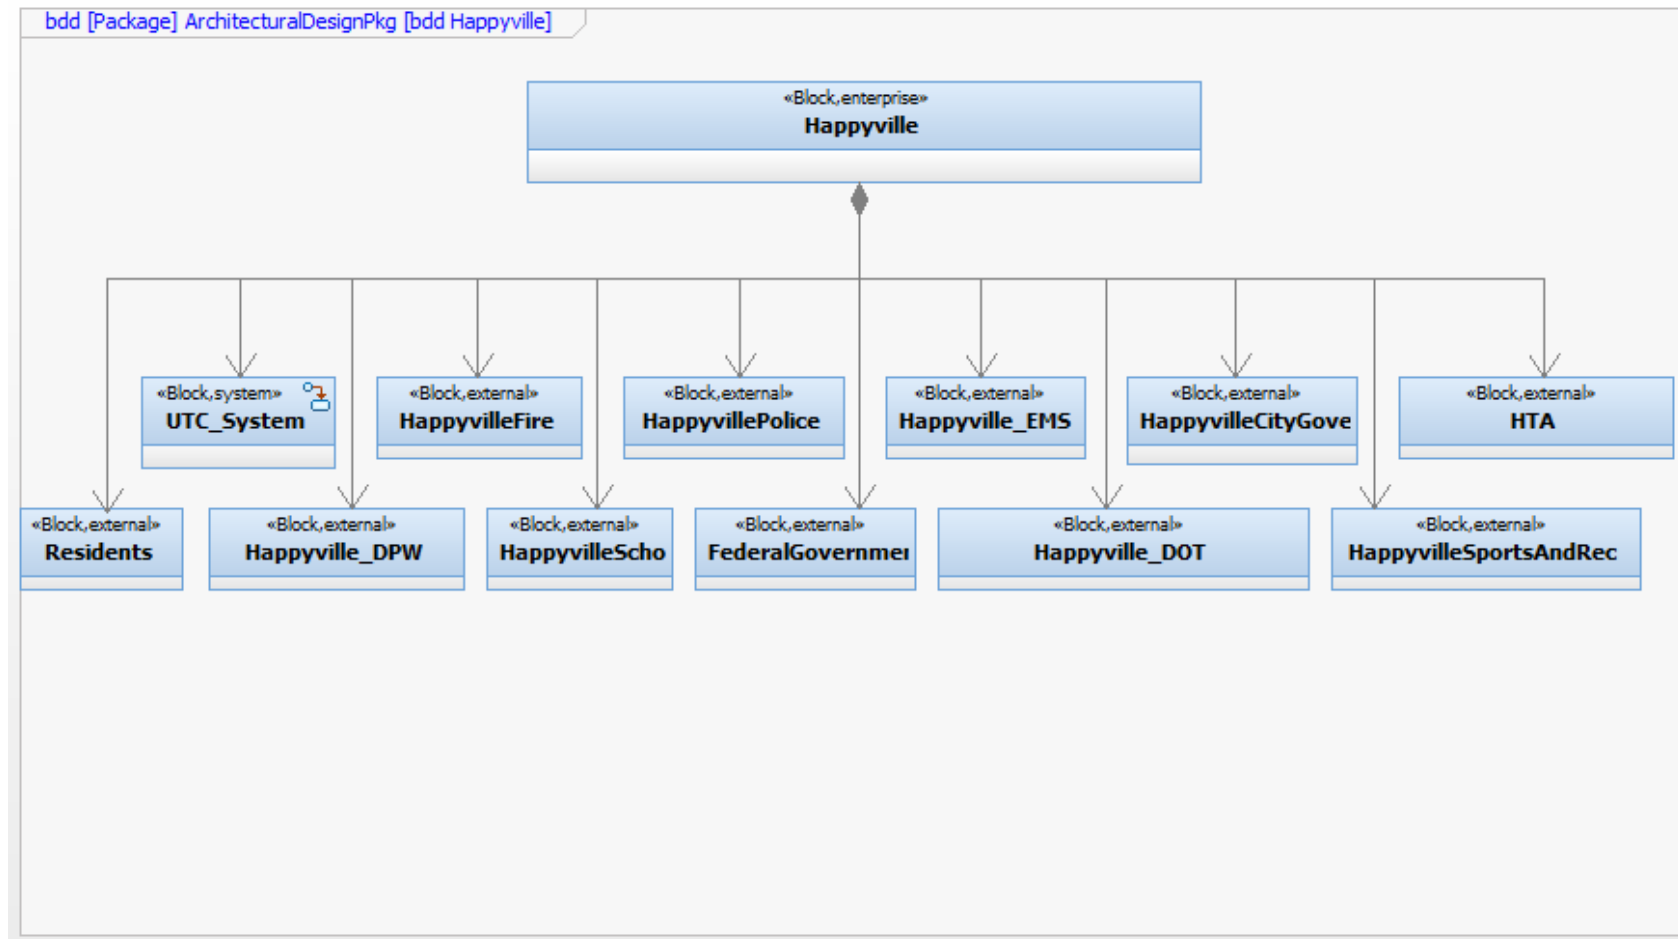 bdd [Package] ArchitecturalDesignPkg [bdd Happyville]
«Block,enterprise»
Happyville
«Block,system»
UTC_System
«Block,external»
HappyvilleFire
«Block,external»
HappyvillePolice
«Block,external»
Happyville_EMS
«Block,external»
HappyvilleCityGove
«Block,external»
HTA
«Block,external»
Residents
«Block,external»
Happyville_DPW
«Block,external»
HappyvilleScho
«Block,external»
FederalGovernmer
«Block,external»
Happyville_DOT
«Block,external»
HappyvilleSportsAndRec